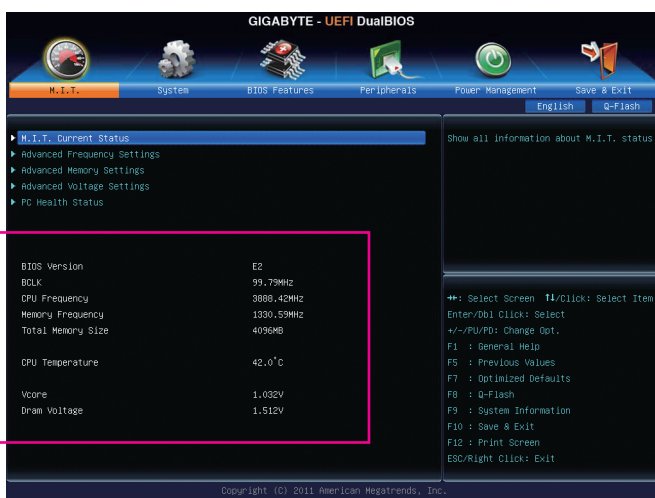 GIGABYTE - UEFI DualBIOS
M.I.T.
System
BIOS Features
Peripherals
Power Management
Save & Exit
English
Q-Flash
M.I.T. Current Status
Advanced Frequency Settings
Advanced Memory Settings
Advanced Voltage Settings
PC Health Status
Show all information about M.I.T. status
BIOS Version E2
BCLK 99.79MHz
CPU Frequency 3888.42MHz
Memory Frequency 1330.59MHz
Total Memory Size 4096MB
CPU Temperature 42.0°C
Vcore 1.032V
Dram Voltage 1.512V
→←: Select Screen ↑↓/Click: Select Item
Enter/Dbl Click: Select
+/-/PU/PD: Change Opt.
F1 : General Help
F5 : Previous Values
F7 : Optimized Defaults
F8 : Q-Flash
F9 : System Information
F10 : Save & Exit
F12 : Print Screen
ESC/Right Click: Exit
Copyright (C) 2011 American Megatrends, Inc.